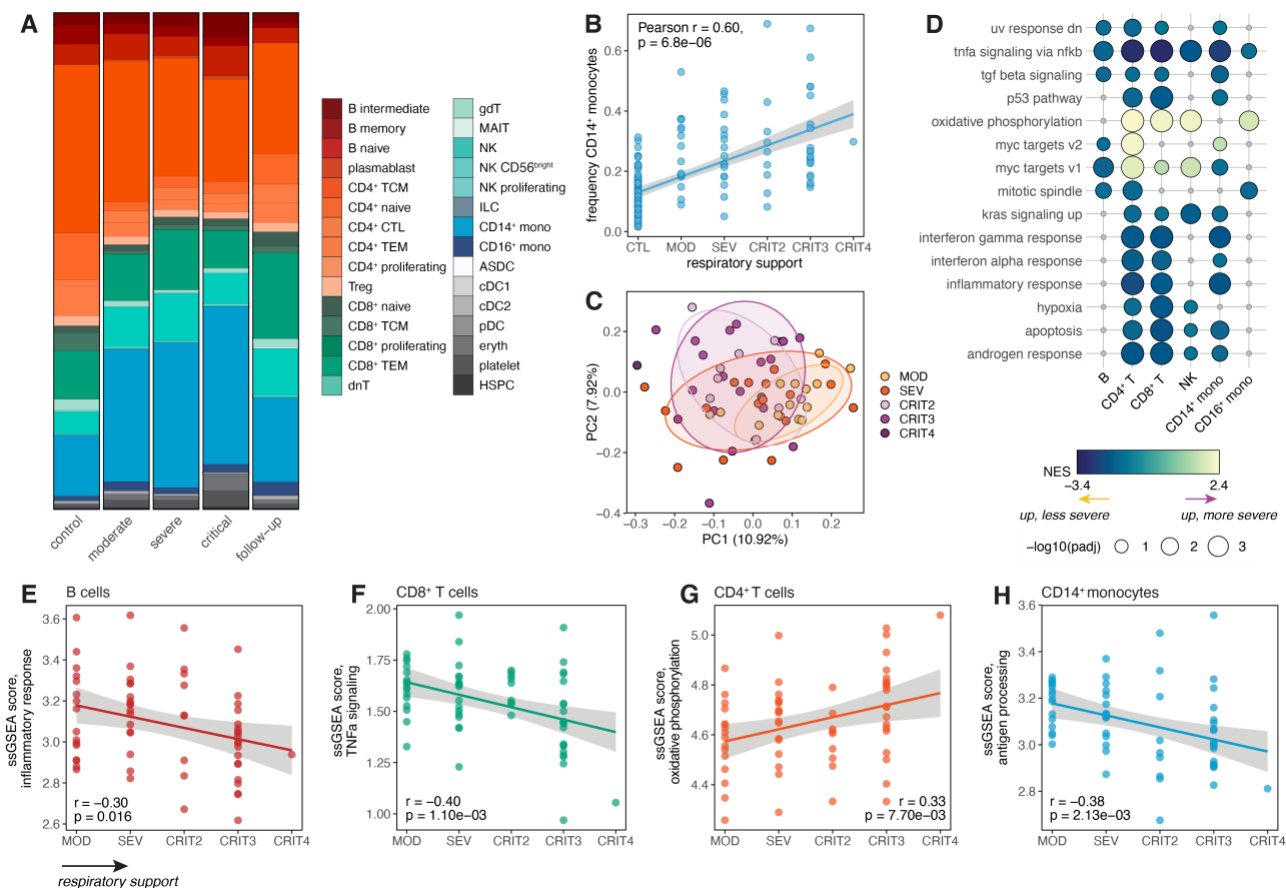 A
control
moderate
severe
critical
follow-up
B intermediate
B memory
B naive
plasmablast
CD4⁺ TCM
CD4⁺ naive
CD4⁺ CTL
CD4⁺ TEM
CD4⁺ proliferating
Treg
CD8⁺ naive
CD8⁺ TCM
CD8⁺ proliferating
CD8⁺ TEM
dnT
gdT
MAIT
NK
NK CD56ᵇʳⁱᵍʰᵗ
NK proliferating
ILC
CD14⁺ mono
CD16⁺ mono
ASDC
cDC1
cDC2
pDC
eryth
platelet
HSPC
B
Pearson r = 0.60,
p = 6.8e−06
frequency CD14⁺ monocytes
0.6
0.4
0.2
0.0
CTL MOD SEV CRIT2 CRIT3 CRIT4
respiratory support
C
PC2 (7.92%)
0.2
0.0
−0.2
−0.4
−0.3 −0.2 −0.1 0.0 0.1 0.2
PC1 (10.92%)
MOD
SEV
CRIT2
CRIT3
CRIT4
D
uv response dn
tnfa signaling via nfkb
tgf beta signaling
p53 pathway
oxidative phosphorylation
myc targets v2
myc targets v1
mitotic spindle
kras signaling up
interferon gamma response
interferon alpha response
inflammatory response
hypoxia
apoptosis
androgen response
B
CD4⁺ T
CD8⁺ T
NK
CD14⁺ mono
CD16⁺ mono
NES
−3.4 2.4
up, less severe up, more severe
−log10(padj) 1 2 3
E B cells
ssGSEA score,
inflammatory response
3.6
3.4
3.2
3.0
2.8
2.6
r = −0.30
p = 0.016
MOD SEV CRIT2 CRIT3 CRIT4
respiratory support
F CD8⁺ T cells
ssGSEA score,
TNFa signaling
2.00
1.75
1.50
1.25
1.00
r = −0.40
p = 1.10e−03
MOD SEV CRIT2 CRIT3 CRIT4
G CD4⁺ T cells
ssGSEA score,
oxidative phosphorylation
5.0
4.8
4.6
4.4
r = 0.33
p = 7.70e−03
MOD SEV CRIT2 CRIT3 CRIT4
H CD14⁺ monocytes
ssGSEA score,
antigen processing
3.6
3.4
3.2
3.0
2.8
r = −0.38
p = 2.13e−03
MOD SEV CRIT2 CRIT3 CRIT4